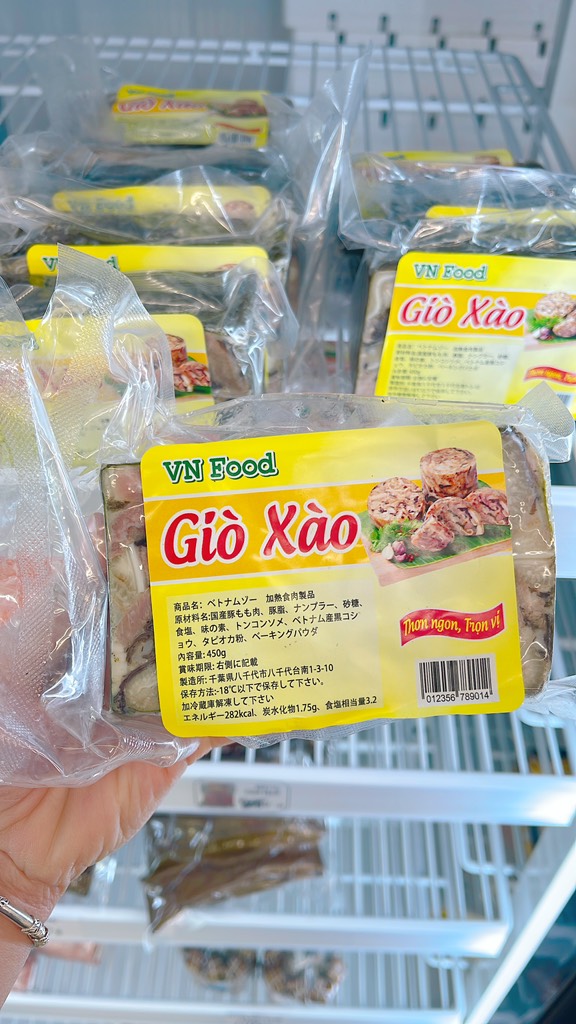 Giò Xào
VN Food
VN Food
Giò Xào
VN Food
Giò Xào
商品名: ベトナムゾー 加熱食肉製品
原材料名:国産豚もも肉、豚脂、ナンプラー、砂糖、
食塩、味の素、トンコンソメ、ベトナム産黒コシ
ョウ、タピオカ粉、ベーキングパウダ
内容量: 450g
賞味期限: 右側に記載
製造所: 千葉県八千代市八千代台南1-3-10
保存方法:-18℃以下で保存して下さい。
加冷蔵庫解凍して下さい
エネルギー282kcal、炭水化物1.75g、食塩相当量3.2
Thơn ngon, Trọn vị
012356 789014